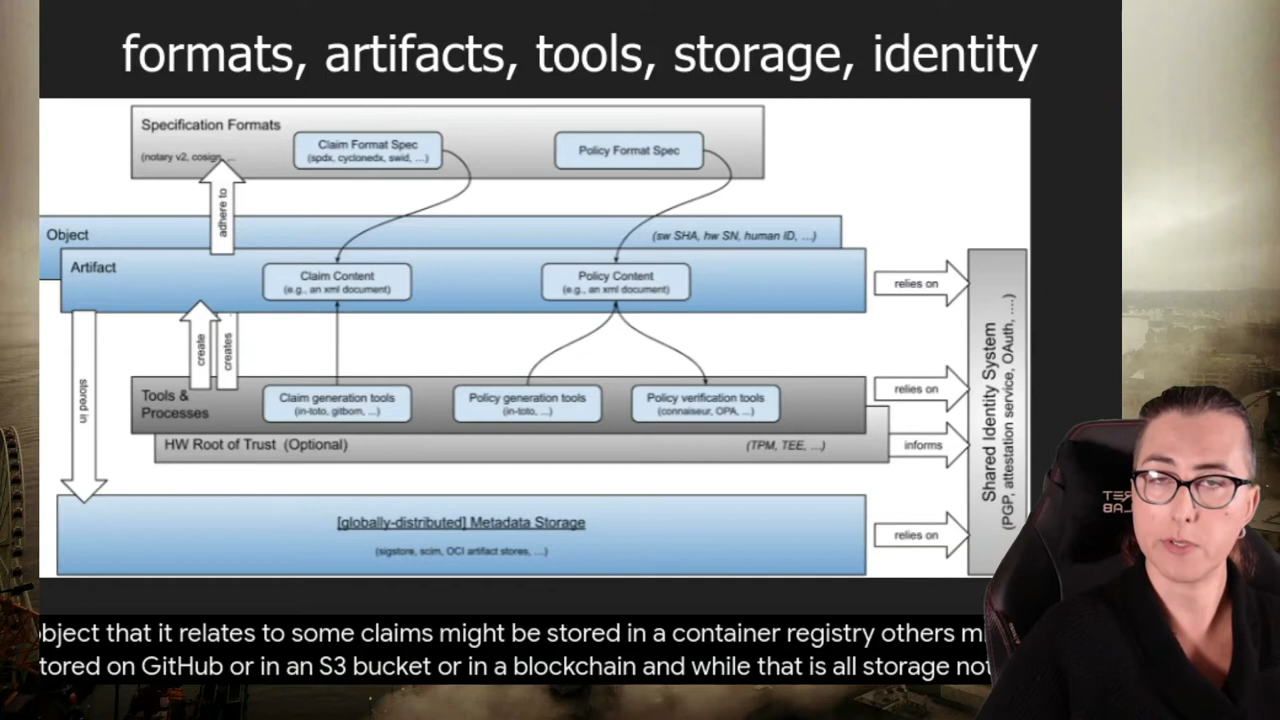 formats, artifacts, tools, storage, identity
Specification Formats
(notary v2, cosign, ...
Claim Format Spec
(spdx, cyclonedx, swid, ...)
Policy Format Spec
adhere to
Object
(sw SHA, hw SN, human ID, ...)
Artifact
Claim Content
(e.g., an xml document)
Policy Content
(e.g., an xml document)
relies on
create
creates
stored in
Tools &
Processes
Claim generation tools
(in-toto, gitbom, ...)
Policy generation tools
(in-toto, ...)
Policy verification tools
(connaiseur, OPA, ...)
relies on
HW Root of Trust (Optional)
(TPM, TEE, ...)
informs
[globally-distributed] Metadata Storage
(sigstore, scim, OCI artifact stores, ...)
relies on
Shared Identity System
(PGP, attestation service, OAuth, ....)
bject that it relates to some claims might be stored in a container registry others m
tored on GitHub or in an S3 bucket or in a blockchain and while that is all storage no